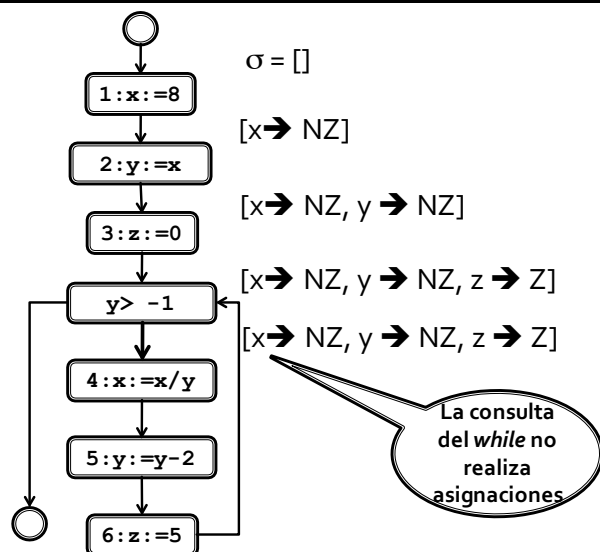 σ = []
1:x:=8
[x➔ NZ]
2:y:=x
[x➔ NZ, y ➔ NZ]
3:z:=0
[x➔ NZ, y ➔ NZ, z ➔ Z]
y> -1
[x➔ NZ, y ➔ NZ, z ➔ Z]
4:x:=x/y
La consulta
del while no
realiza
asignaciones
5:y:=y-2
6:z:=5